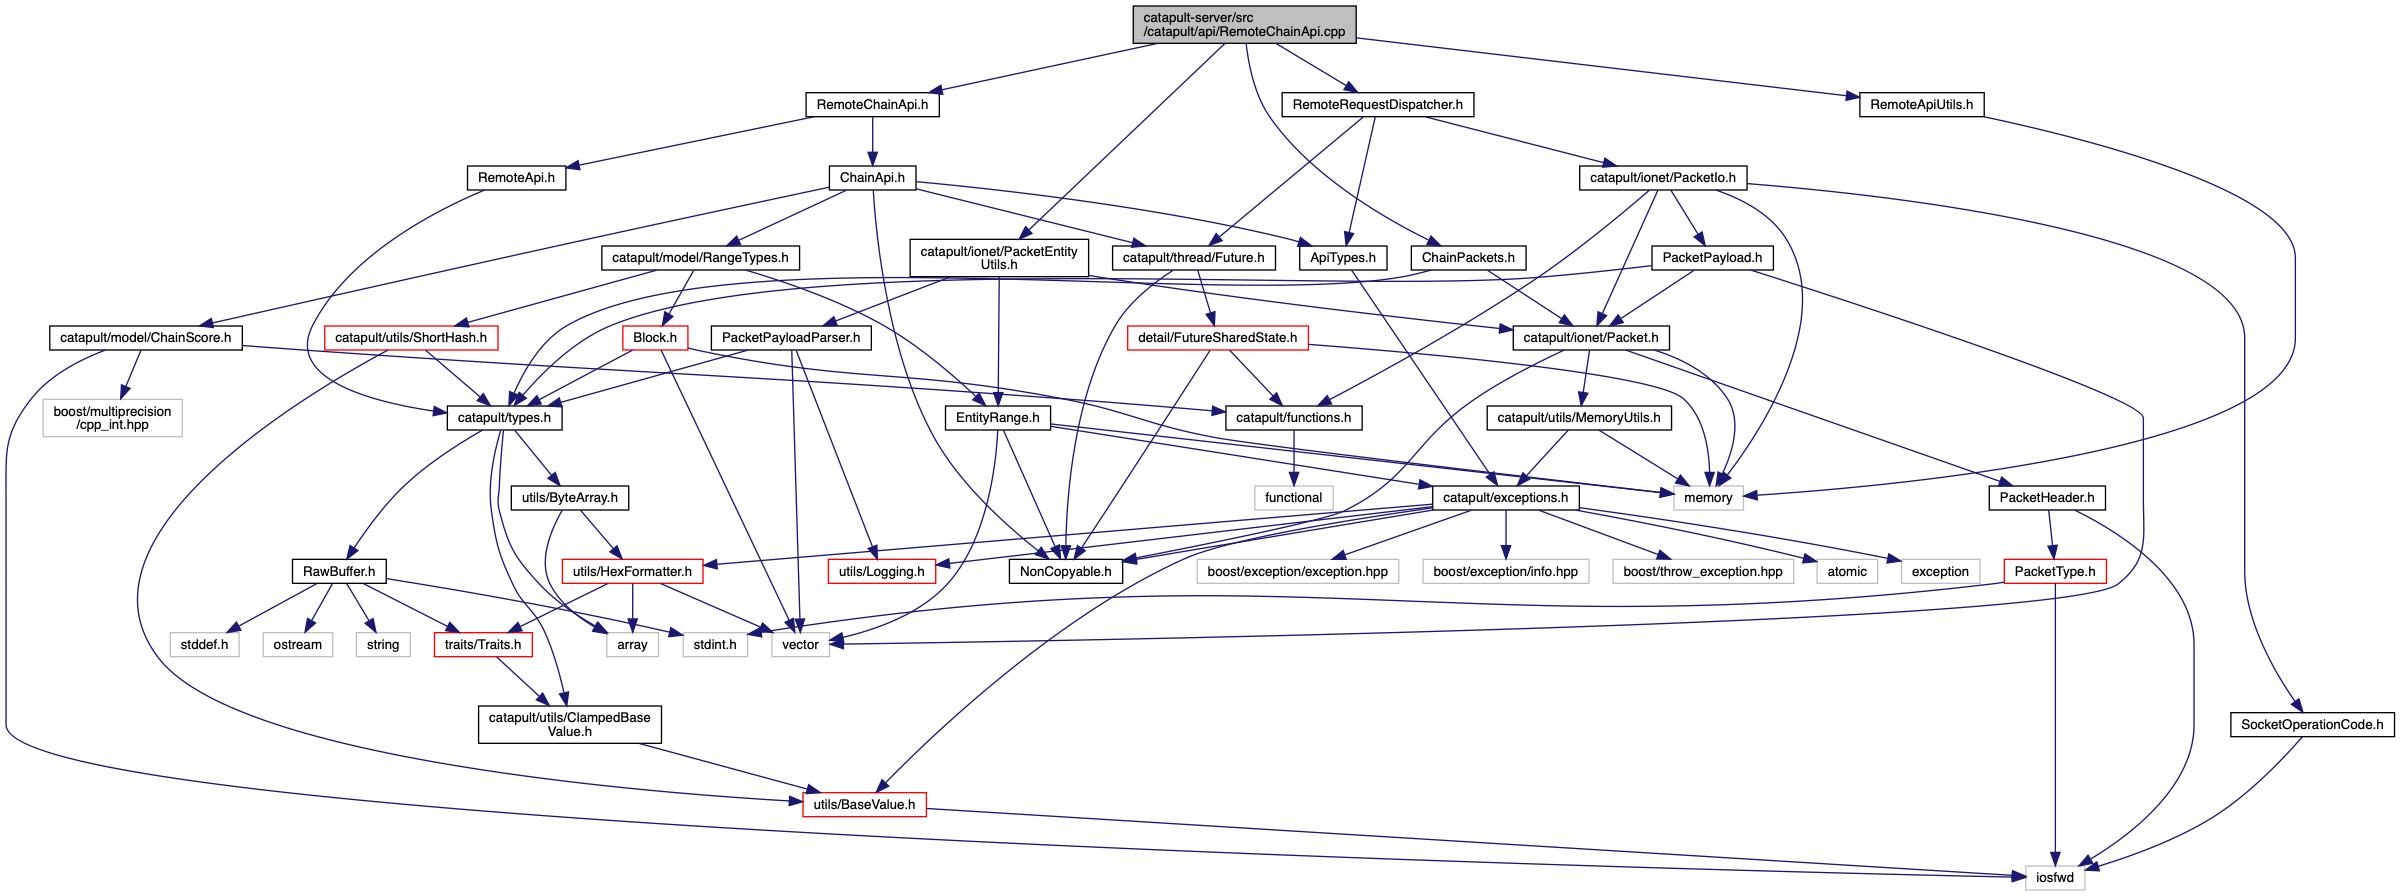 catapult-server/src
/catapult/api/RemoteChainApi.cpp
RemoteChainApi.h
RemoteRequestDispatcher.h
RemoteApiUtils.h
RemoteApi.h
ChainApi.h
catapult/ionet/PacketIo.h
catapult/model/RangeTypes.h
catapult/ionet/PacketEntity
Utils.h
catapult/thread/Future.h
ApiTypes.h
ChainPackets.h
PacketPayload.h
catapult/model/ChainScore.h
catapult/utils/ShortHash.h
Block.h
PacketPayloadParser.h
detail/FutureSharedState.h
catapult/ionet/Packet.h
boost/multiprecision
/cpp_int.hpp
catapult/types.h
EntityRange.h
catapult/functions.h
catapult/utils/MemoryUtils.h
utils/ByteArray.h
functional
catapult/exceptions.h
memory
PacketHeader.h
RawBuffer.h
utils/HexFormatter.h
utils/Logging.h
NonCopyable.h
boost/exception/exception.hpp
boost/exception/info.hpp
boost/throw_exception.hpp
atomic
exception
PacketType.h
stddef.h
ostream
string
traits/Traits.h
array
stdint.h
vector
catapult/utils/ClampedBase
Value.h
SocketOperationCode.h
utils/BaseValue.h
iosfwd